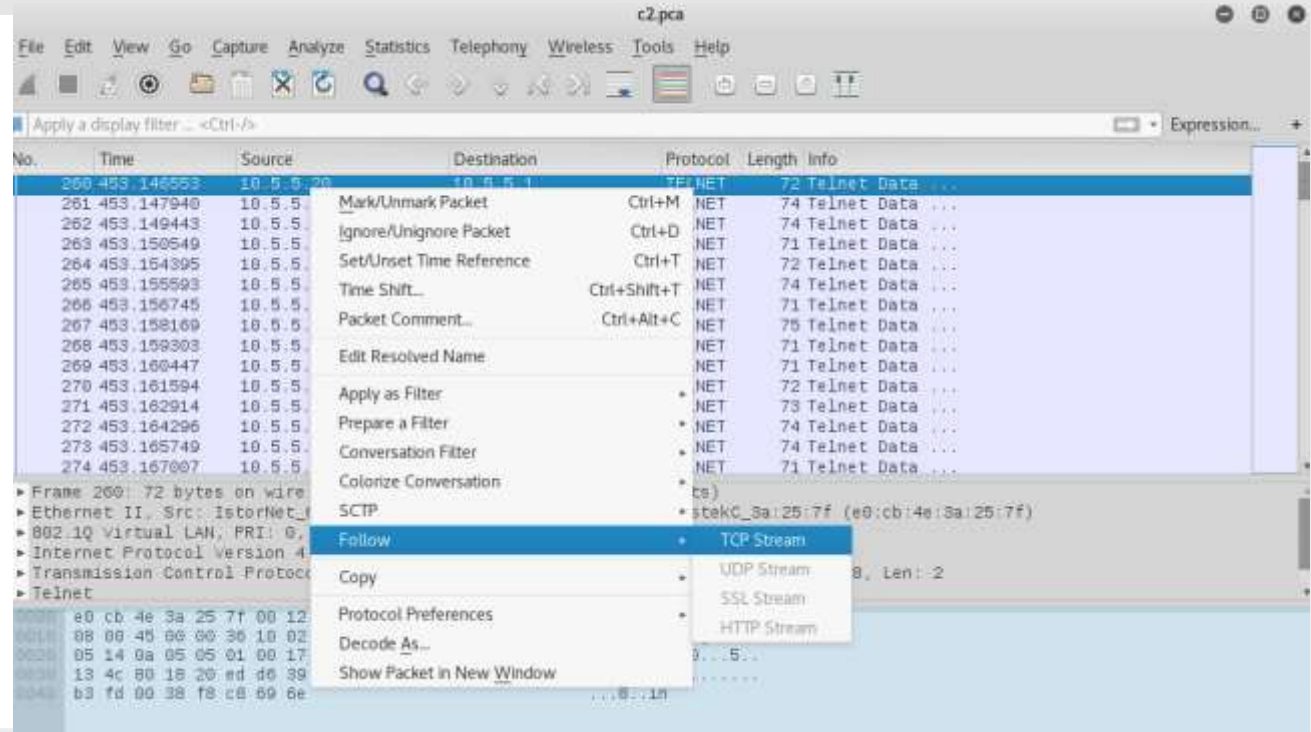 c2.pca
File Edit View Go Capture Analyze Statistics Telephony Wireless Tools Help
Apply a display filter ... <Ctrl-/> Expression... +
No. Time Source Destination Protocol Length Info
260 453.146553 10.5.5.20 10.5.5.1 TELNET 72 Telnet Data ...
261 453.147940 10.5.5. NET 74 Telnet Data ...
262 453.149443 10.5.5. NET 74 Telnet Data ...
263 453.150549 10.5.5. NET 71 Telnet Data ...
264 453.154395 10.5.5. NET 72 Telnet Data ...
265 453.155593 10.5.5. NET 74 Telnet Data ...
266 453.156745 10.5.5. NET 71 Telnet Data ...
267 453.158169 10.5.5. NET 75 Telnet Data ...
268 453.159303 10.5.5. NET 71 Telnet Data ...
269 453.160447 10.5.5. NET 71 Telnet Data ...
270 453.161594 10.5.5. NET 72 Telnet Data ...
271 453.162914 10.5.5. NET 73 Telnet Data ...
272 453.164296 10.5.5. NET 74 Telnet Data ...
273 453.165749 10.5.5. NET 74 Telnet Data ...
274 453.167007 10.5.5. NET 71 Telnet Data ...
Mark/Unmark Packet Ctrl+M
Ignore/Unignore Packet Ctrl+D
Set/Unset Time Reference Ctrl+T
Time Shift... Ctrl+Shift+T
Packet Comment... Ctrl+Alt+C
Edit Resolved Name
Apply as Filter
Prepare a Filter
Conversation Filter
Colorize Conversation
SCTP
Follow
Copy
Protocol Preferences
Decode As...
Show Packet in New Window
TCP Stream
UDP Stream
SSL Stream
HTTP Stream
Frame 260: 72 bytes on wire ts)
Ethernet II, Src: IstorNet_ stekC_3a:25:7f (e0:cb:4e:3a:25:7f)
802.1Q Virtual LAN, PRI: 0,
Internet Protocol Version 4
Transmission Control Protoco 8, Len: 2
Telnet
0000 e0 cb 4e 3a 25 7f 00 12
0010 08 00 45 00 00 36 10 02
0020 05 14 0a 05 05 01 00 17 ...5..
0030 13 4c 80 18 20 ed d6 39
0040 b3 fd 00 38 f8 c8 69 6e ...8..in